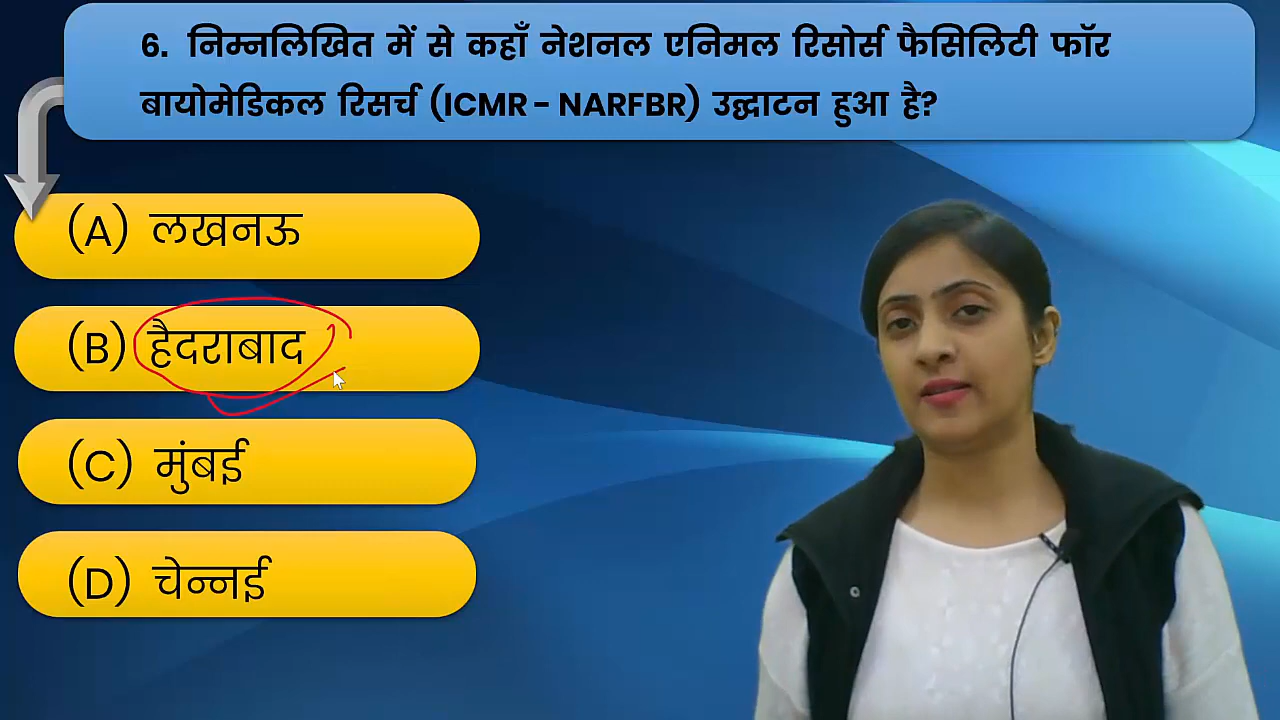 6. निम्नलिखित में से कहाँ नेशनल एनिमल रिसोर्स फैसिलिटी फॉर
बायोमेडिकल रिसर्च (ICMR - NARFBR) उद्घाटन हुआ है?
(A) लखनऊ
(B) हैदराबाद
(C) मुंबई
(D) चेन्नई